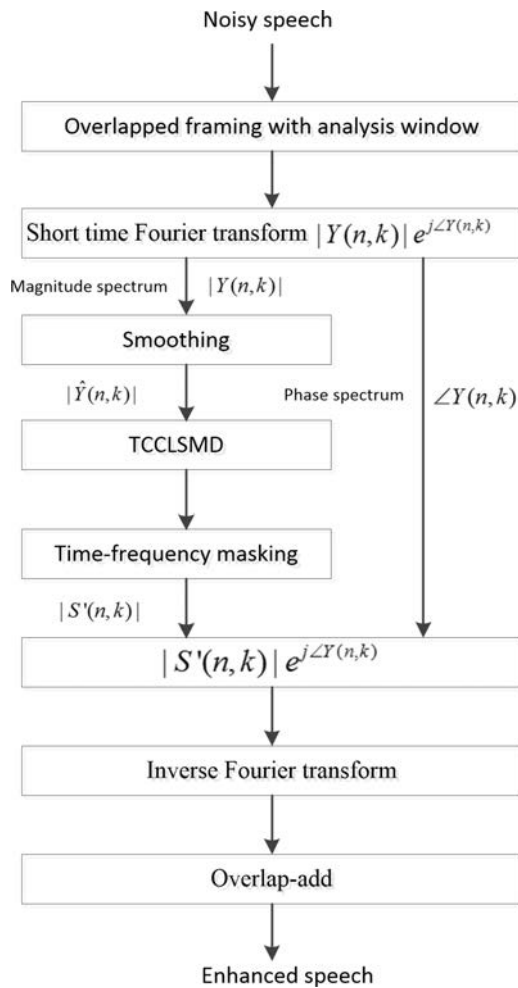 Noisy speech
Overlapped framing with analysis window
Short time Fourier transform |Y(n,k)| e^{j∠Y(n,k)}
Magnitude spectrum |Y(n,k)|
Smoothing
|Ŷ(n,k)|
Phase spectrum ∠Y(n,k)
TCCLSMD
Time-frequency masking
|S'(n,k)|
|S'(n,k)| e^{j∠Y(n,k)}
Inverse Fourier transform
Overlap-add
Enhanced speech